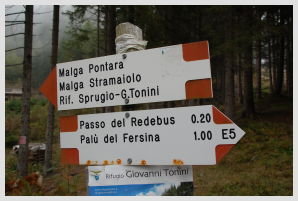 Malga Pontara
Malga Stramaiolo
Rif. Sprugio-G.Tonini
Passo del Redebus 0.20
Palù del Fersina 1.00 E5
Rifugio Giovanni Tonini